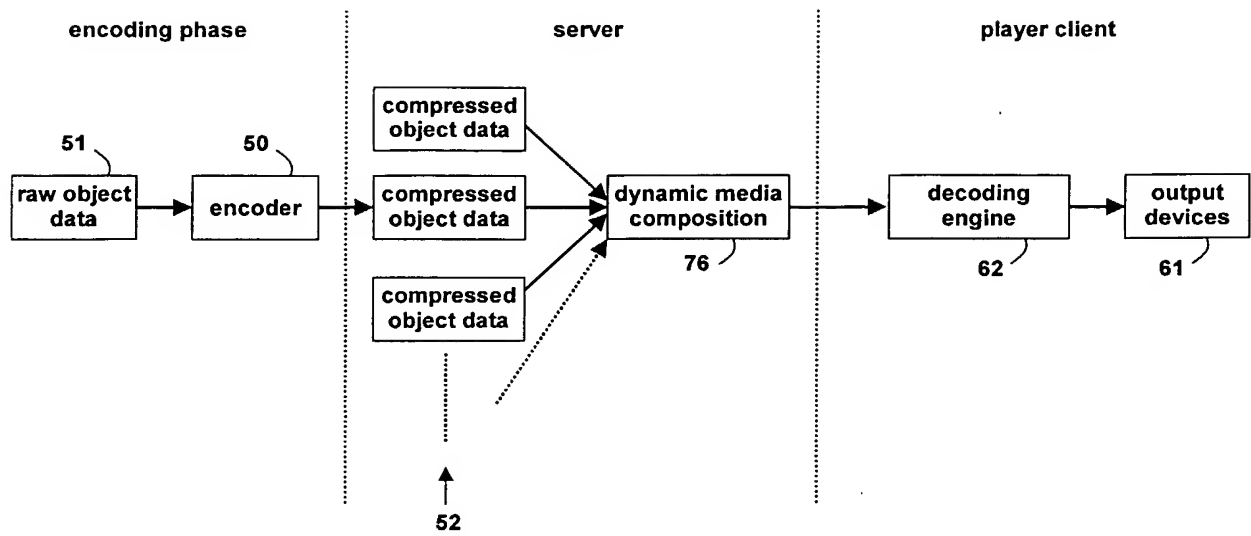 encoding phase
server
player client
compressed
object data
51
50
raw object
data
encoder
compressed
object data
dynamic media
composition
decoding
engine
output
devices
76
62
61
compressed
object data
52